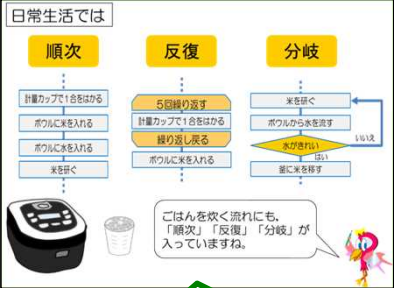 日常生活では
順次
反復
分岐
計量カップで1合をはかる
ボウルに米を入れる
ボウルに水を入れる
米を研ぐ
5回繰り返す
計量カップで1合をはかる
繰り返し戻る
ボウルに米を入れる
米を研ぐ
ボウルから水を流す
水がきれい
いいえ
はい
釜に米を移す
ごはんを炊く流れにも、
「順次」「反復」「分岐」が
入っていますね。